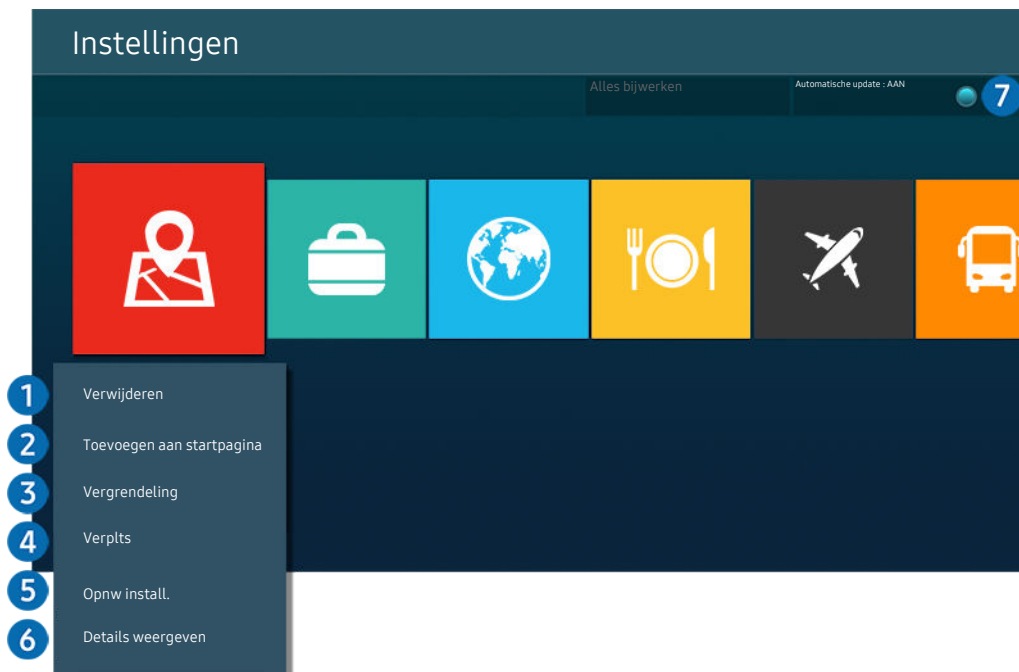 Instellingen
Alles bijwerken
Automatische update : AAN
7
1 Verwijderen
2 Toevoegen aan startpagina
3 Vergrendeling
4 Verplts
5 Opnw install.
6 Details weergeven